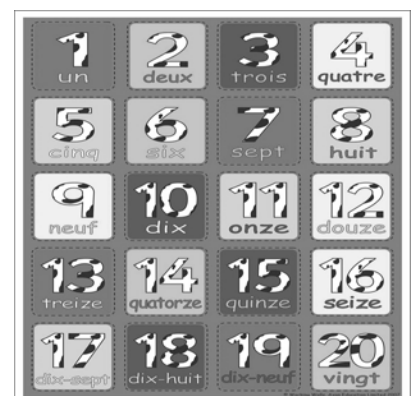 1 2 3 4
un deux trois quatre
5 6 7 8
cinq six sept huit
9 10 11 12
neuf dix onze douze
13 14 15 16
treize quatorze quinze seize
17 18 19 20
dix-sept dix-huit dix-neuf vingt